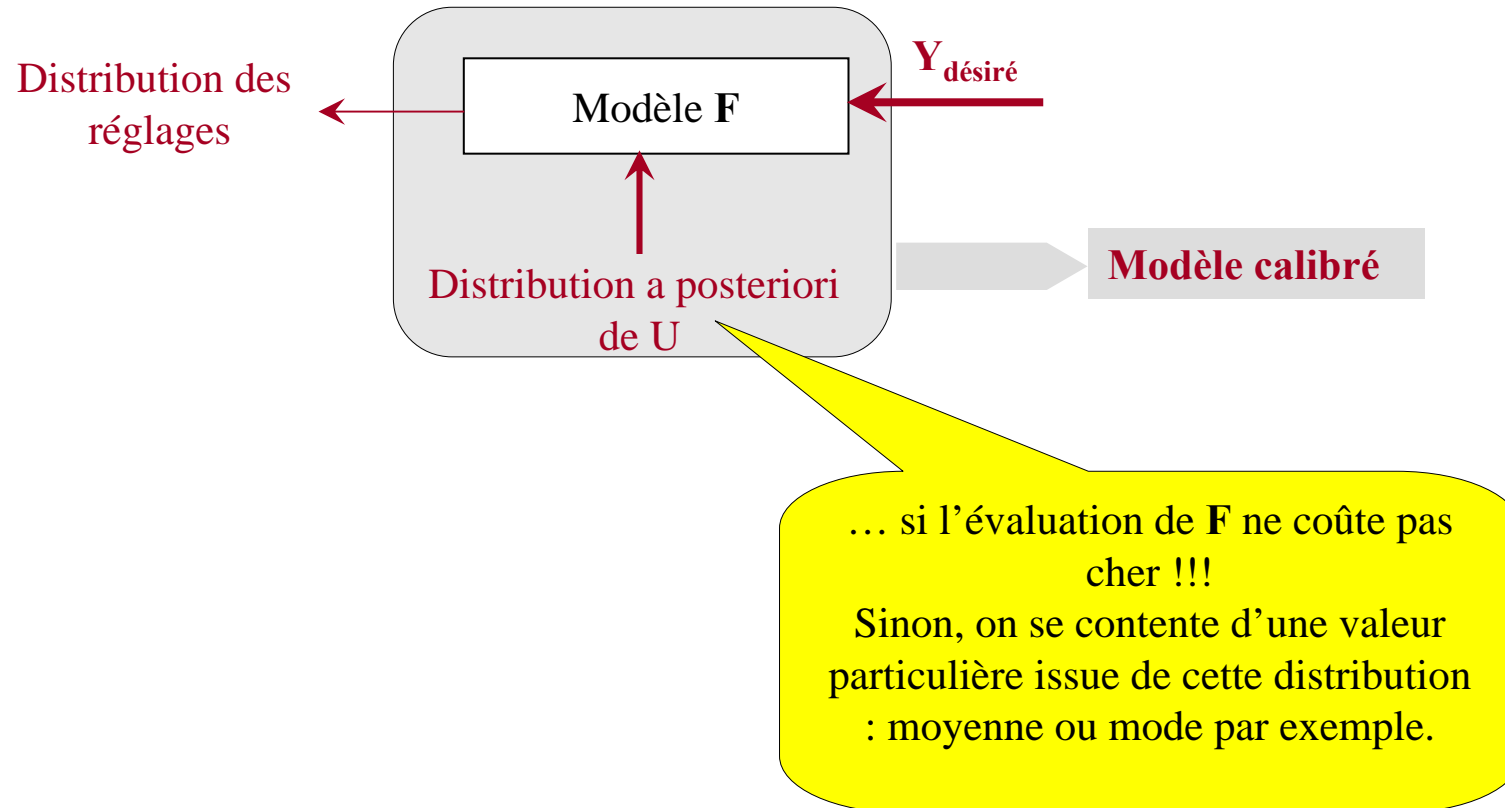 Distribution des
réglages
Modèle F
Y désiré
Distribution a posteriori
de U
Modèle calibré
… si l’évaluation de F ne coûte pas
cher !!!
Sinon, on se contente d’une valeur
particulière issue de cette distribution
: moyenne ou mode par exemple.